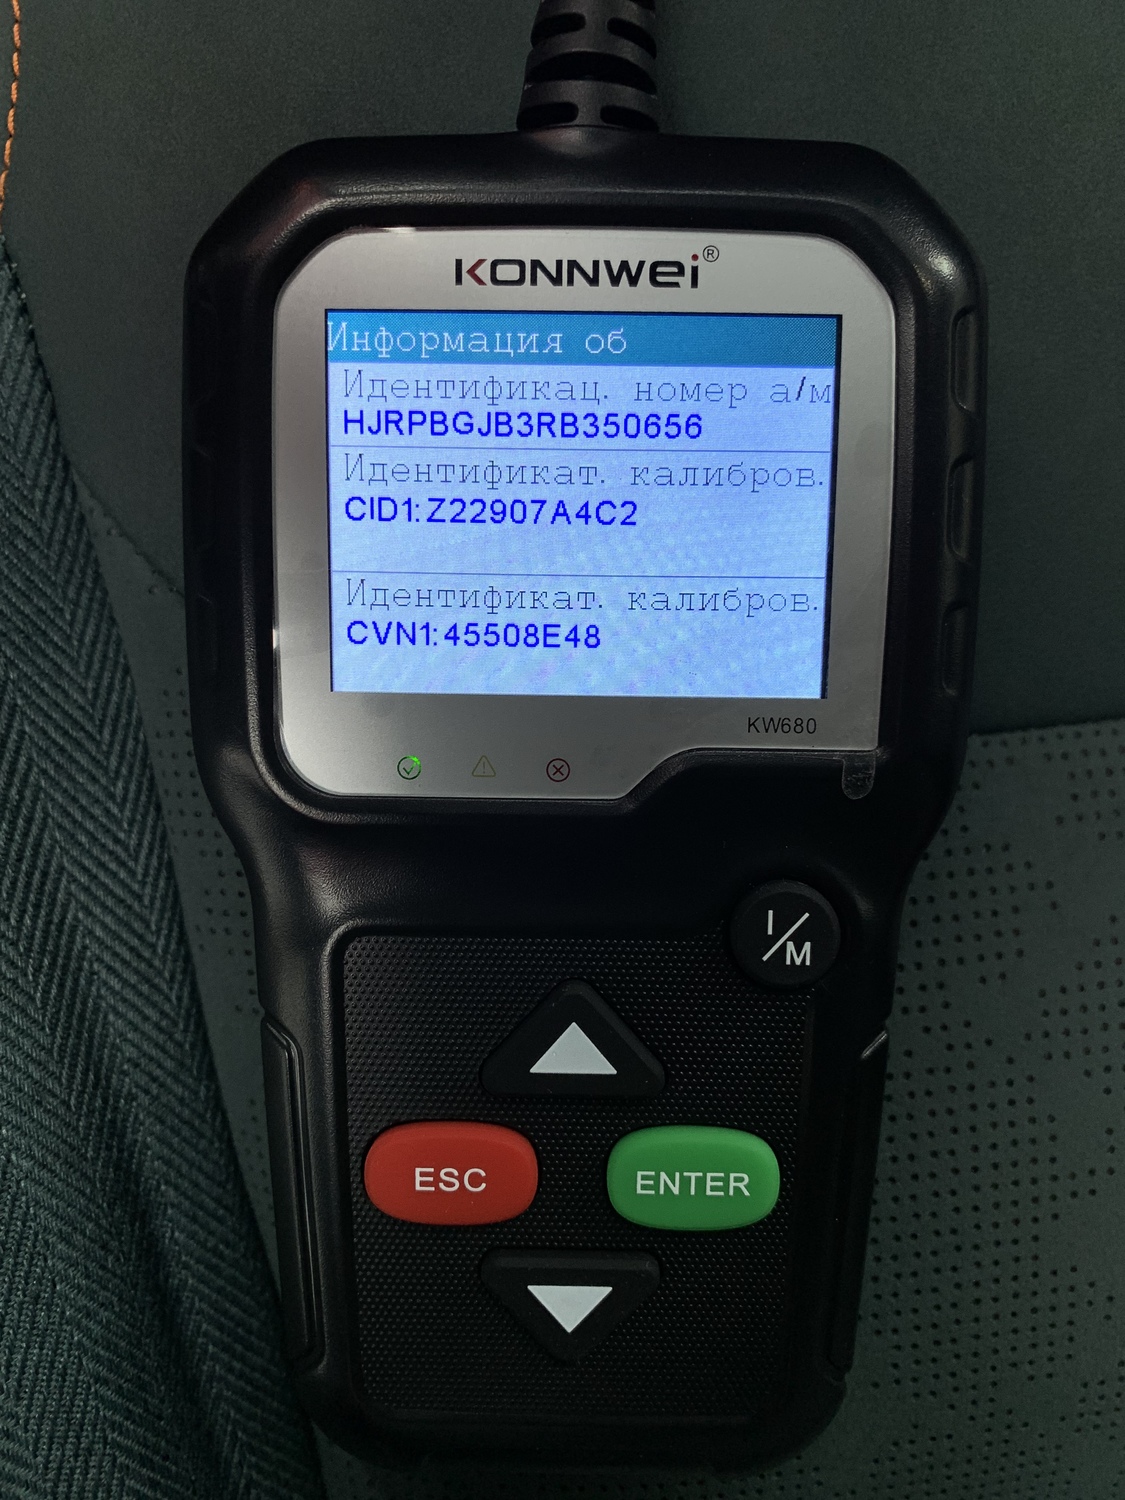 KONNWEI®
Информация об
Идентификац. номер а/м
HJRPBGJB3RB350656
Идентификат. калибров.
CID1:Z22907A4C2
Идентификат. калибров.
CVN1:45508E48
KW680
I/M
ESC
ENTER